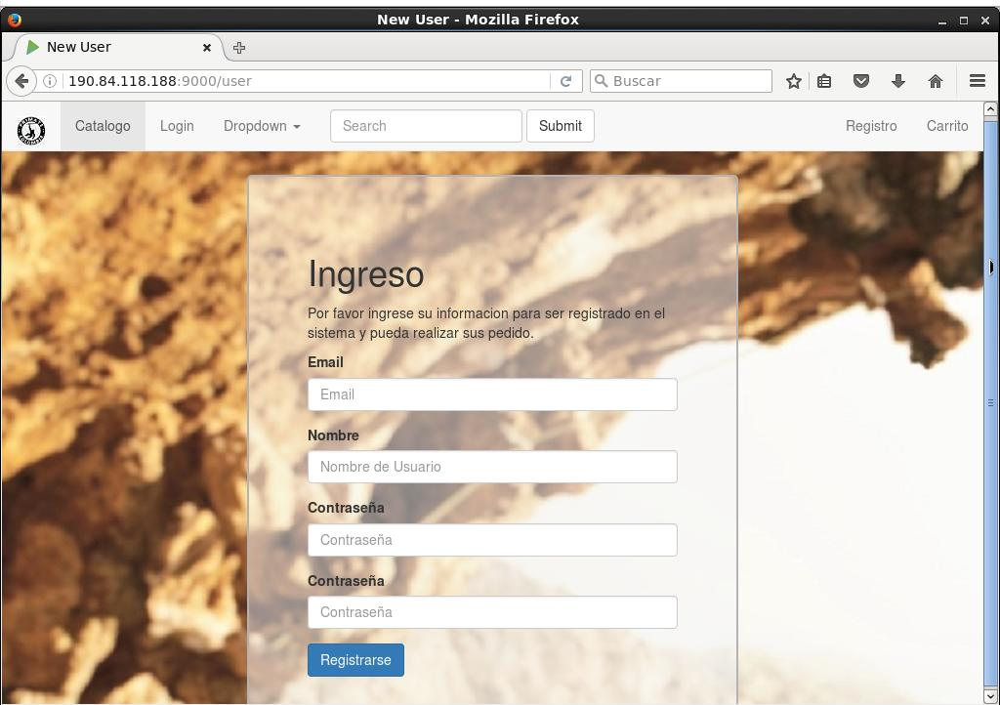 New User - Mozilla Firefox
New User
190.84.118.188:9000/user
Buscar
Catalogo Login Dropdown Search Submit Registro Carrito
Ingreso
Por favor ingrese su informacion para ser registrado en el
sistema y pueda realizar sus pedido.
Email
Email
Nombre
Nombre de Usuario
Contraseña
Contraseña
Contraseña
Contraseña
Registrarse